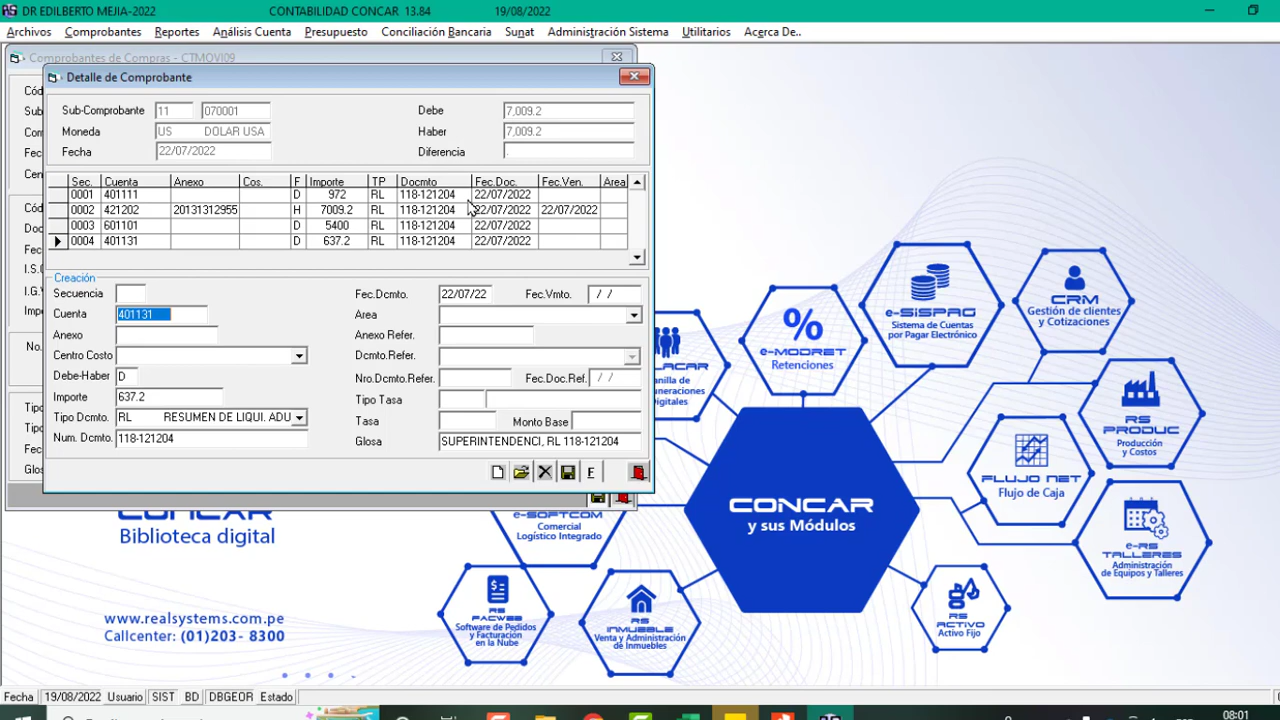 DR EDILBERTO MEJIA-2022 CONTABILIDAD CONCAR 13.84 19/08/2022
Archivos Comprobantes Reportes Análisis Cuenta Presupuesto Conciliación Bancaria Sunat Administración Sistema Utilitarios Acerca De..
Comprobantes de Compras - CTMOVI09
Detalle de Comprobante
Sub-Comprobante 11 070001 Debe 7,009.2
Moneda US DOLAR USA Haber 7,009.2
Fecha 22/07/2022 Diferencia .
Sec. Cuenta Anexo Cos. F Importe TP Docmto Fec.Doc. Fec.Ven. Area
0001 401111 D 972 RL 118-121204 22/07/2022
0002 421202 20131312955 H 7009.2 RL 118-121204 22/07/2022 22/07/2022
0003 601101 D 5400 RL 118-121204 22/07/2022
0004 401131 D 637.2 RL 118-121204 22/07/2022
Creación
Secuencia Fec.Dcmto. 22/07/22 Fec.Vmto. / /
Cuenta 401131 Area
Anexo Anexo Refer.
Centro Costo Dcmto.Refer.
Debe-Haber D Nro.Dcmto.Refer. Fec.Doc.Ref. / /
Importe 637.2 Tipo Tasa
Tipo Dcmto. RL RESUMEN DE LIQUI. ADU Tasa Monto Base
Num. Dcmto. 118-121204 Glosa SUPERINTENDENCI, RL 118-121204
F
CONCAR
Biblioteca digital
www.realsystems.com.pe
Callcenter: (01)203- 8300
%
e-MODRET
Retenciones
e-SISPAG
Sistema de Cuentas
por Pagar Electrónico
CRM
Gestión de clientes
y Cotizaciones
RS
PRODUC
Producción
y Costos
FLUJO NET
Flujo de Caja
e-RS
TALLERES
Administración
de Equipos y Talleres
RS
ACTIVO
Activo Fijo
CONCAR
y sus Módulos
RS
INMUEBLE
Venta y Administración
de Inmuebles
RS
PACWEB
Software de Pedidos
y Facturación
en la Nube
e-SOFTCOM
Comercial
Logístico Integrado
Fecha 19/08/2022 Usuario SIST BD DBGEOR Estado
08:01